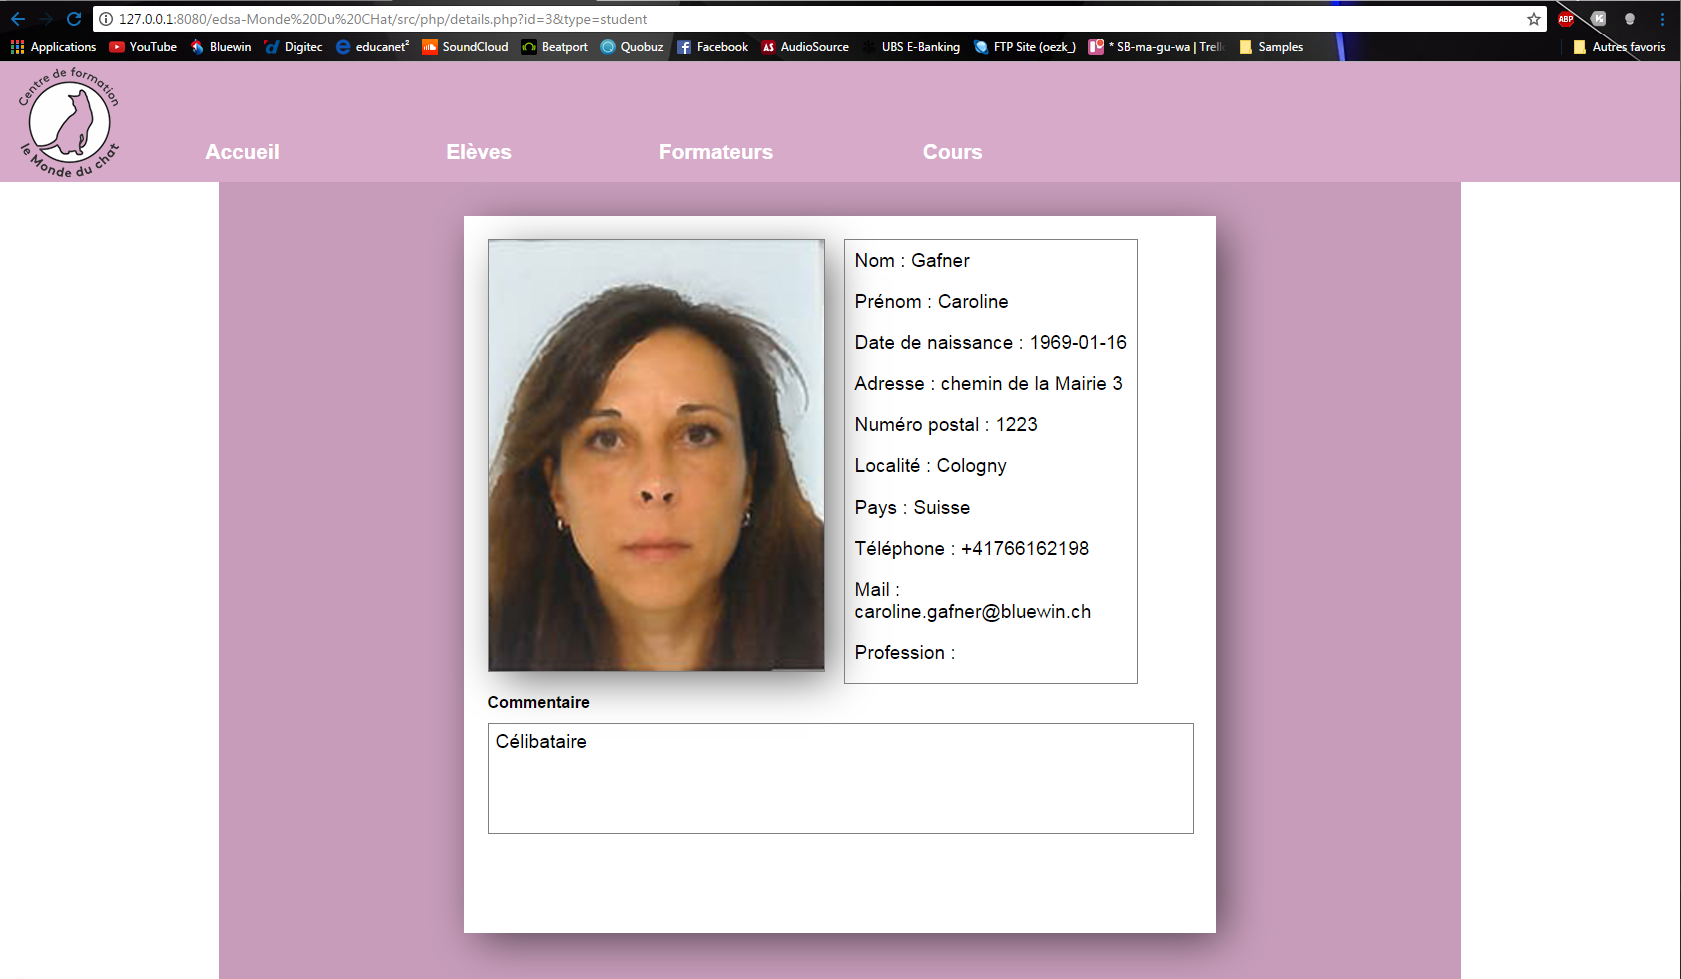 127.0.0.1:8080/edsa-Monde%20Du%20CHat/src/php/details.php?id=3&type=student
ABP
Applications YouTube Bluewin Digitec educanet² SoundCloud Beatport Quobuz Facebook AudioSource UBS E-Banking FTP Site (oezk_) * SB-ma-gu-wa | Trell Samples Autres favoris
Centre de formation
le Monde du chat
Accueil Elèves Formateurs Cours
Nom : Gafner
Prénom : Caroline
Date de naissance : 1969-01-16
Adresse : chemin de la Mairie 3
Numéro postal : 1223
Localité : Cologny
Pays : Suisse
Téléphone : +41766162198
Mail :
caroline.gafner@bluewin.ch
Profession :
Commentaire
Célibataire